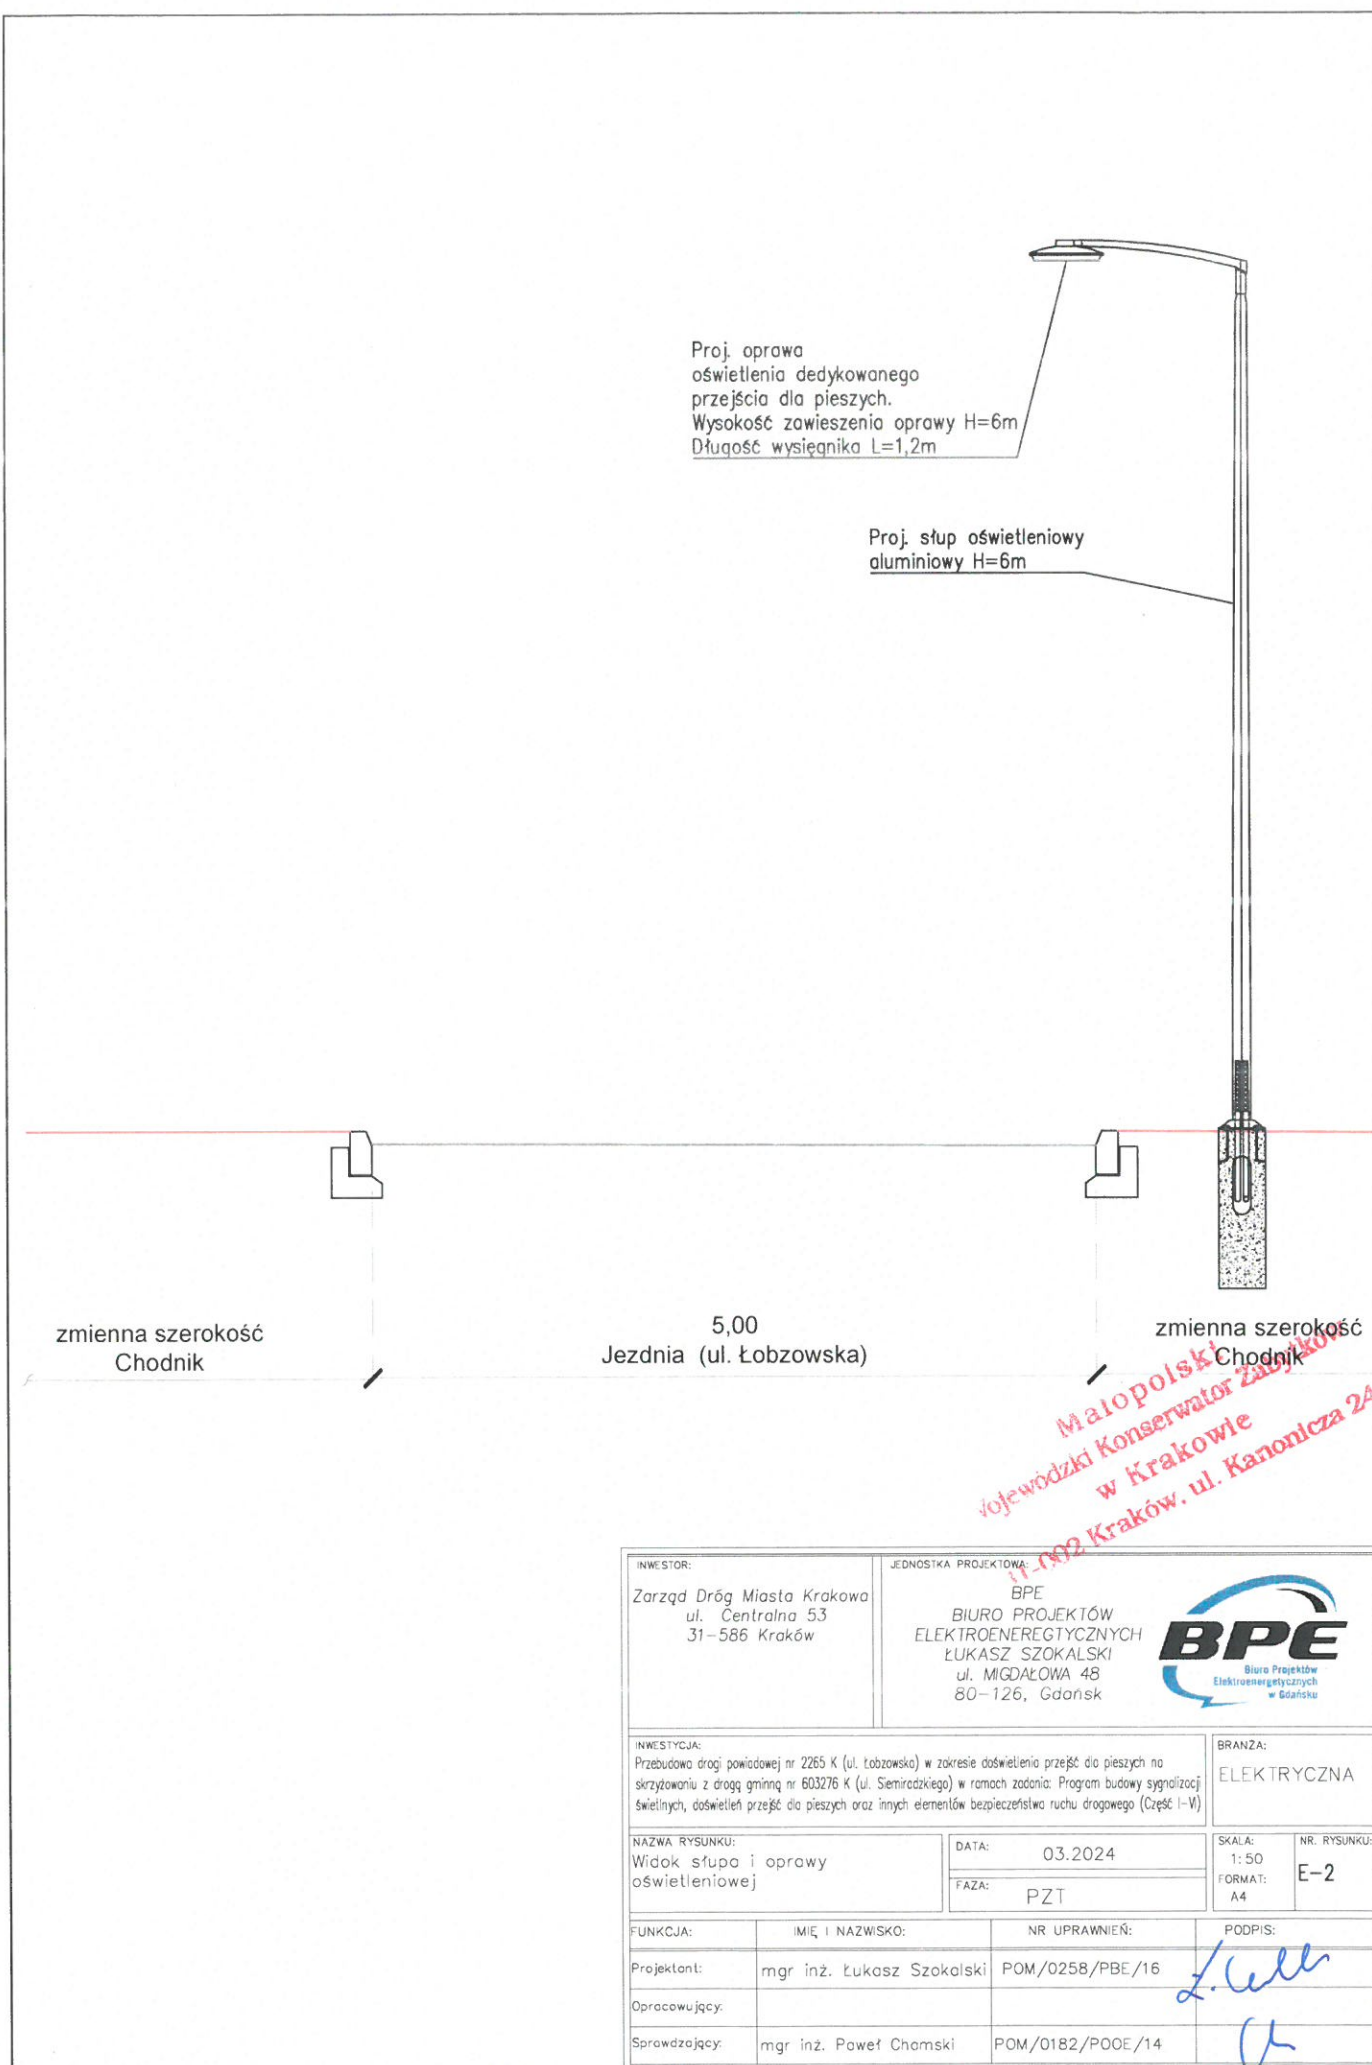 Proj. oprawa
oświetlenia dedykowanego
przejścia dla pieszych.
Wysokość zawieszenia oprawy H=6m
Długość wysięgnika L=1,2m
Proj. słup oświetleniowy
aluminiowy H=6m
zmienna szerokość
Chodnik
5,00
Jezdnia (ul. Łobzowska)
zmienna szerokość
Chodnik
Małopolski
Wojewódzki Konserwator Zabytków
w Krakowie
31-002 Kraków, ul. Kanonicza 24
INWESTOR:
Zarząd Dróg Miasta Krakowa
ul. Centralna 53
31-586 Kraków
JEDNOSTKA PROJEKTOWA:
BPE
BIURO PROJEKTÓW
ELEKTROENEREGTYCZNYCH
ŁUKASZ SZOKALSKI
ul. MIGDAŁOWA 48
80-126, Gdańsk
BPE
Biuro Projektów
Elektroenergetycznych
w Gdańsku
INWESTYCJA:
Przebudowa drogi powiadowej nr 2265 K (ul. Łobzowska) w zakresie doświetlenia przejść dla pieszych na
skrzyżowaniu z drogą gminną nr 603276 K (ul. Siemiradzkiego) w ramach zadania: Program budowy sygnalizacji
świetlnych, doświetleń przejść dla pieszych oraz innych elementów bezpieczeństwa ruchu drogowego (Część I-VI)
BRANŻA:
ELEKTRYCZNA
NAZWA RYSUNKU:
Widok słupa i oprawy
oświetleniowej
DATA:
03.2024
FAZA:
PZT
SKALA:
1:50
FORMAT:
A4
NR. RYSUNKU:
E-2
FUNKCJA:
IMIĘ I NAZWISKO:
NR UPRAWNIEŃ:
PODPIS:
Projektant:
mgr inż. Łukasz Szokalski
POM/0258/PBE/16
Opracowujący:
Sprawdzający:
mgr inż. Paweł Chamski
POM/0182/POOE/14